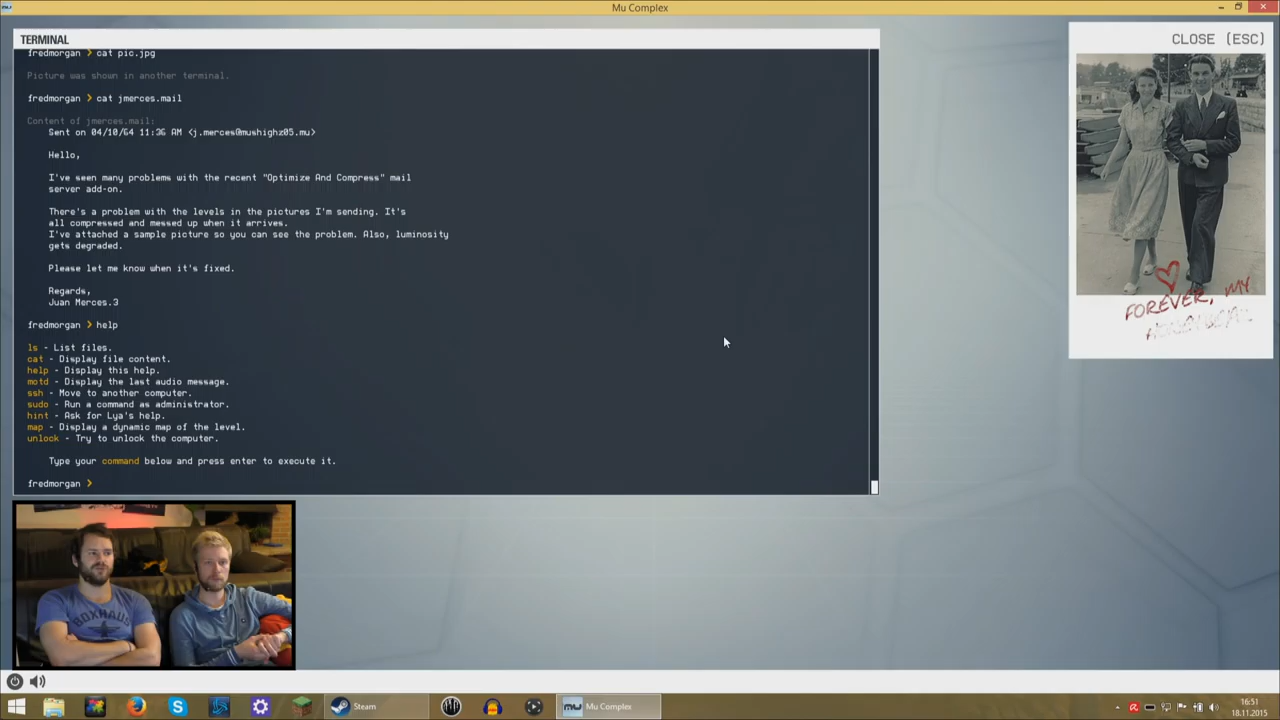 Mu Complex
TERMINAL
CLOSE (ESC)
fredmorgan > cat pic.jpg
Picture was shown in another terminal.
fredmorgan > cat jmerces.mail
Content of jmerces.mail:
Sent on 04/10/64 11:36 AM <j.merces@mushighz05.mu>
Hello,
I've seen many problems with the recent "Optimize And Compress" mail
server add-on.
There's a problem with the levels in the pictures I'm sending. It's
all compressed and messed up when it arrives.
I've attached a sample picture so you can see the problem. Also, luminosity
gets degraded.
Please let me know when it's fixed.
Regards,
Juan Merces.3
fredmorgan > help
ls - List files.
cat - Display file content.
help - Display this help.
motd - Display the last audio message.
ssh - Move to another computer.
sudo - Run a command as administrator.
hint - Ask for Lya's help.
map - Display a dynamic map of the level.
unlock - Try to unlock the computer.
Type your command below and press enter to execute it.
fredmorgan >
FOREVER, MY
BOXHAUS
Steam
Mu Complex
16:51
18.11.2015